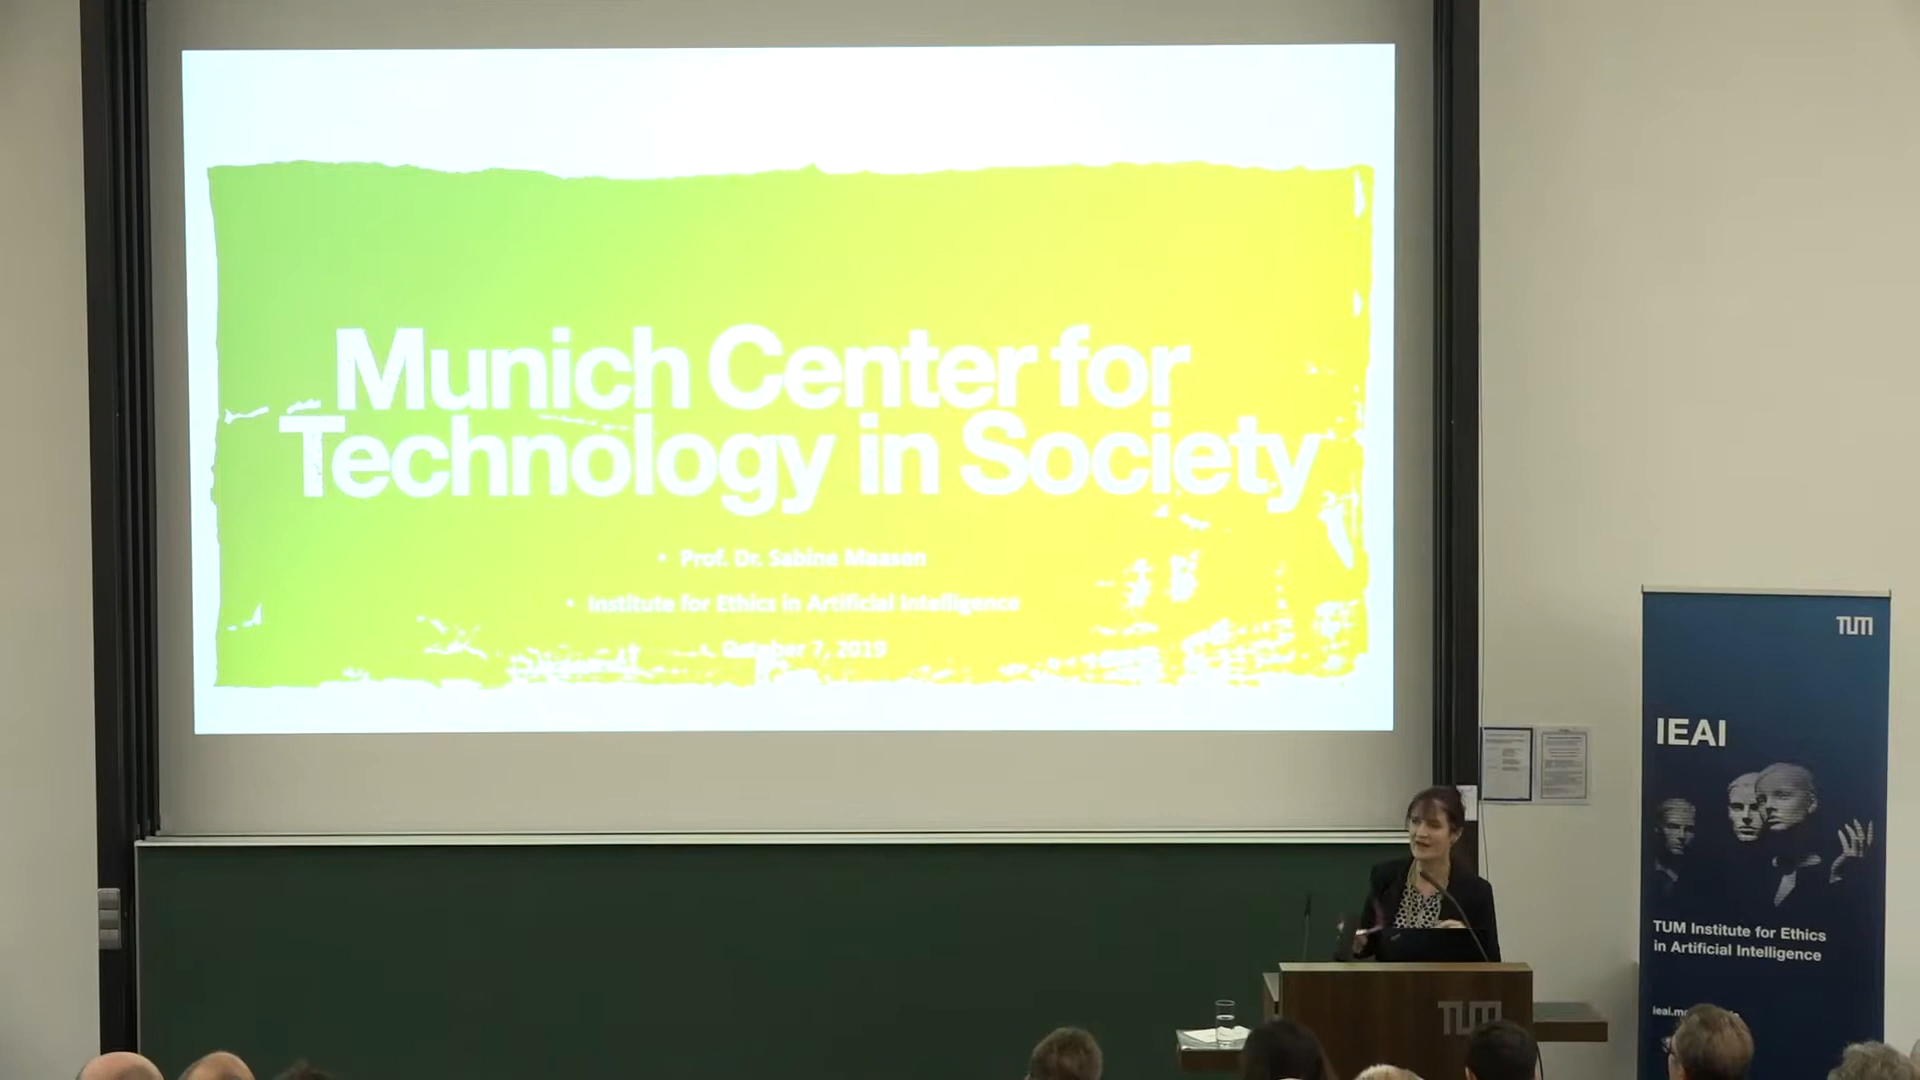 Munich Center for
Technology in Society
• Prof. Dr. Sabine Maasen
• Institute for Ethics in Artificial Intelligence
• October 7, 2019
TUM
IEAI
TUM Institute for Ethics
in Artificial Intelligence
TUM